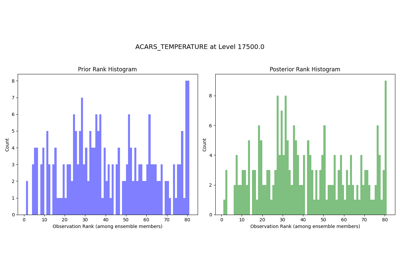 ACARS_TEMPERATURE at Level 17500.0
Prior Rank Histogram
Posterior Rank Histogram
8
7
6
5
4
3
2
1
0
Count
0 10 20 30 40 50 60 70 80
Observation Rank (among ensemble members)
8
6
4
2
0
Count
0 10 20 30 40 50 60 70 80
Observation Rank (among ensemble members)